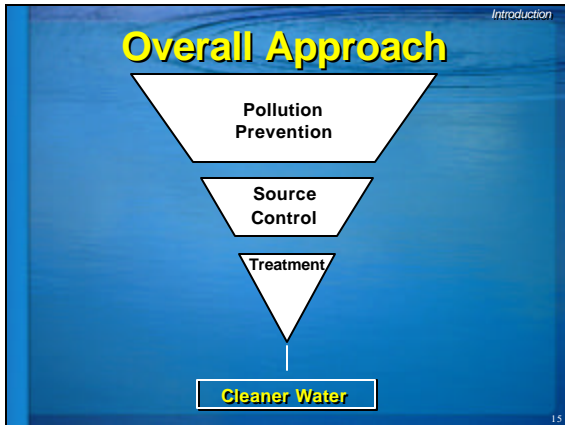 Introduction
Overall Approach
Pollution
Prevention
Source
Control
Treatment
Cleaner Water
15